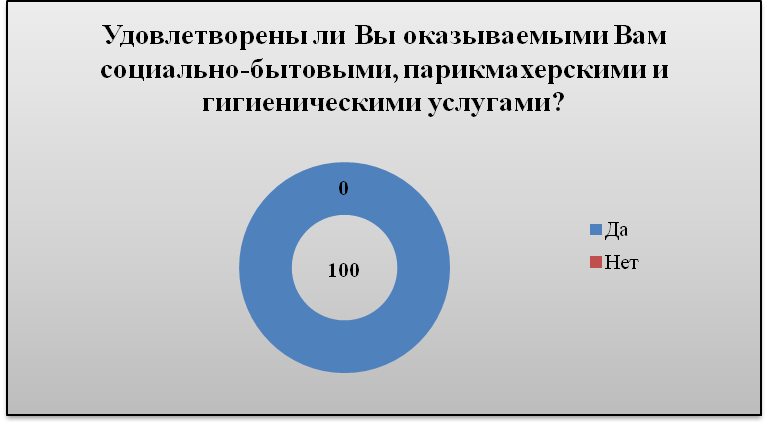 Удовлетворены ли Вы оказываемыми Вам
социально-бытовыми, парикмахерскими и
гигиеническими услугами?
0
100
Да
Нет